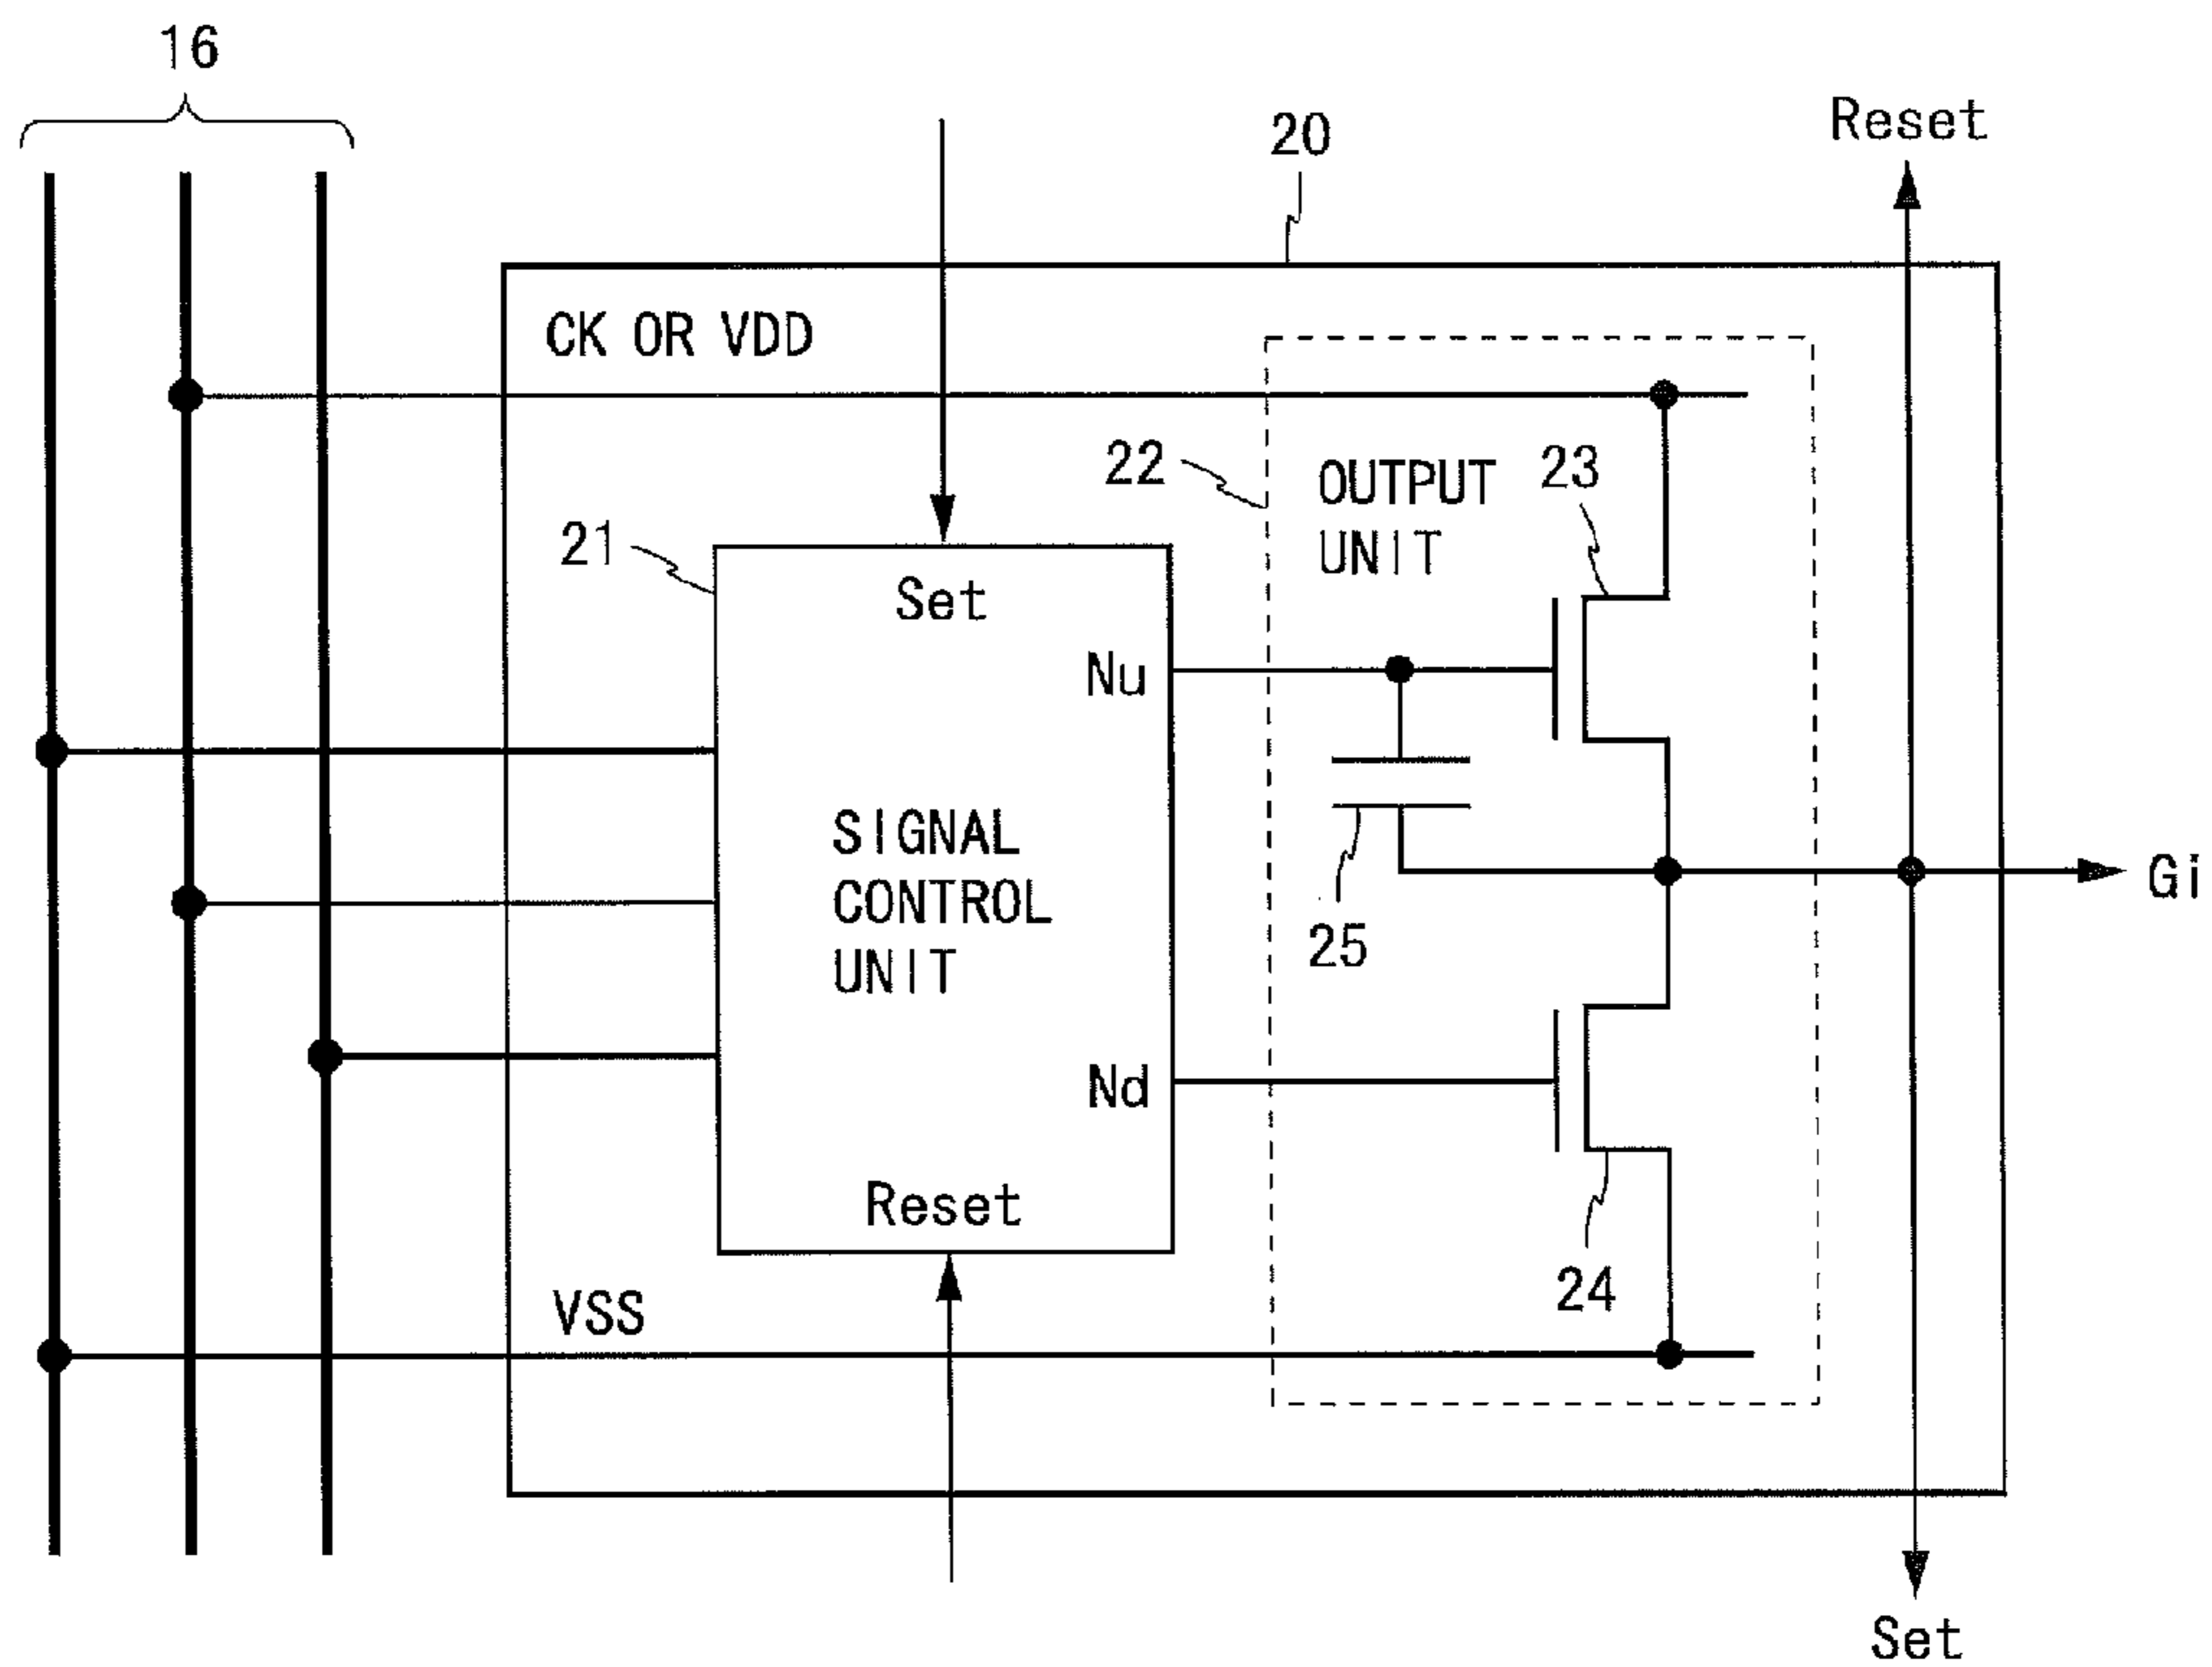 16
20
Reset
CK OR VDD
22
OUTPUT
UNIT
23
21
Set
Nu
SIGNAL
CONTROL
UNIT
25
Gi
Nd
Reset
24
VSS
Set